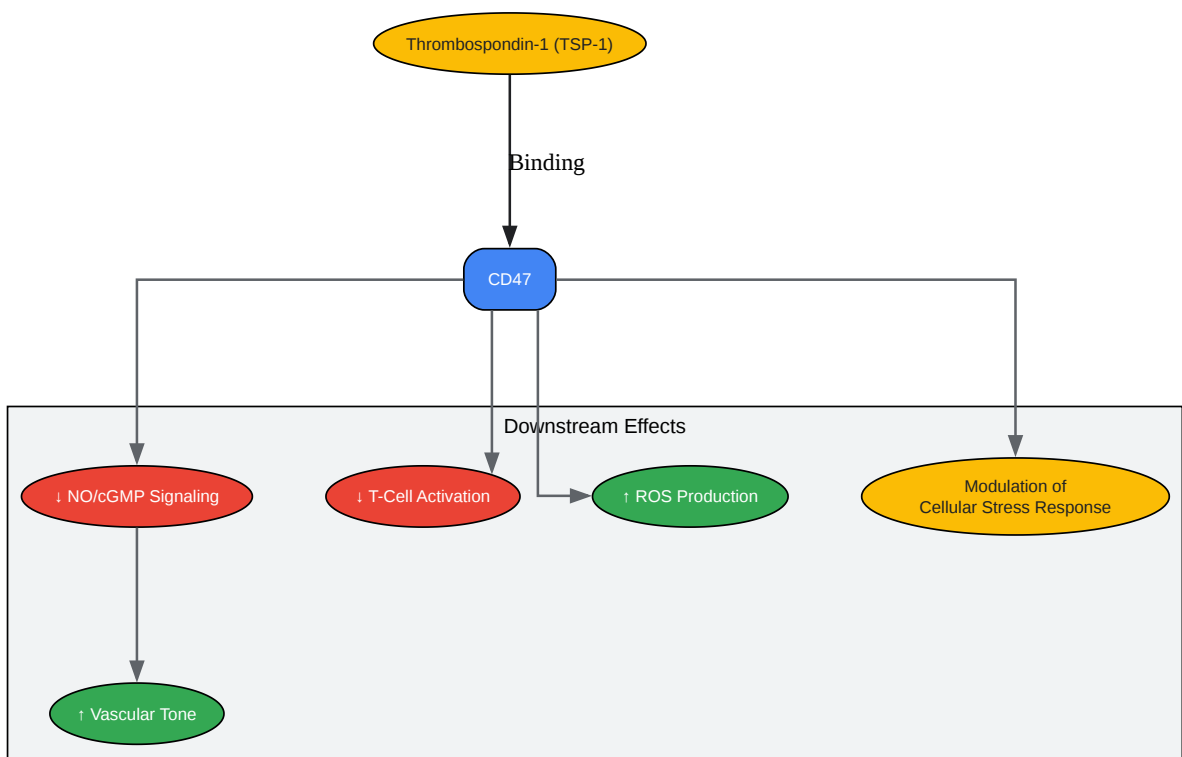 Thrombospondin-1 (TSP-1)
Binding
CD47
Downstream Effects
↓ NO/cGMP Signaling
↓ T-Cell Activation
↑ ROS Production
Modulation of
Cellular Stress Response
↑ Vascular Tone